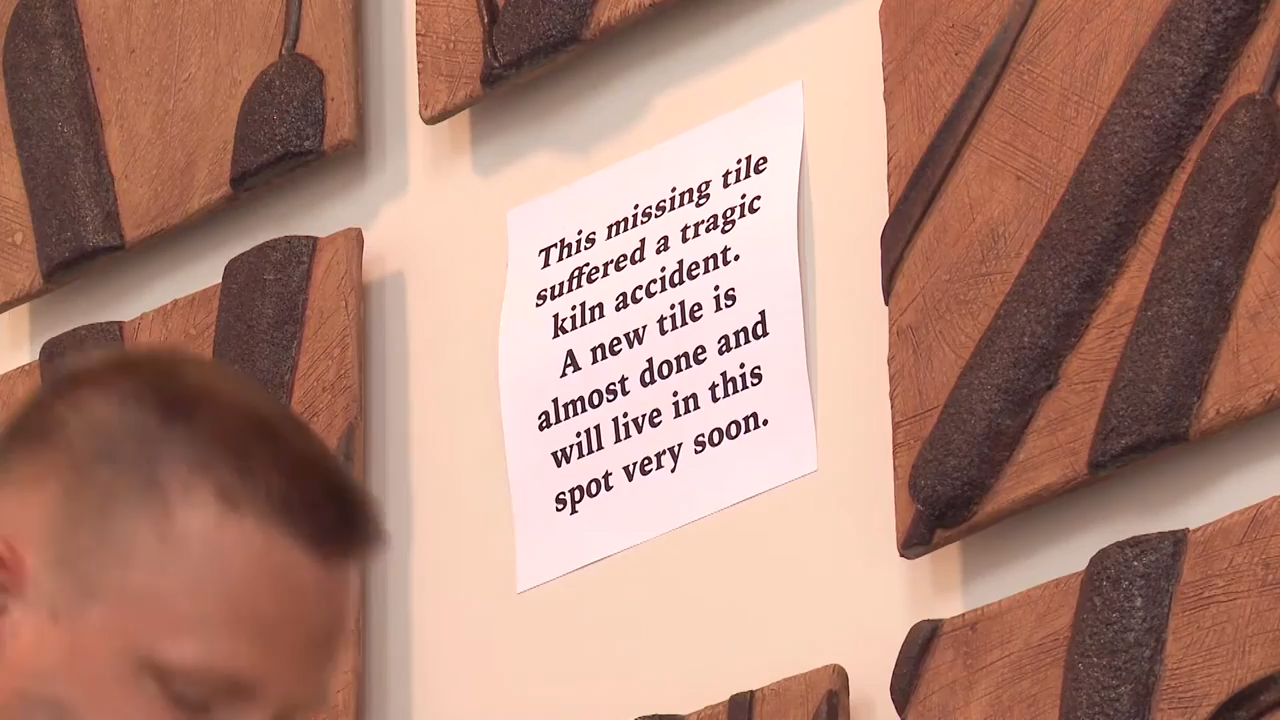 This missing tile
suffered a tragic
kiln accident.
A new tile is
almost done and
will live in this
spot very soon.